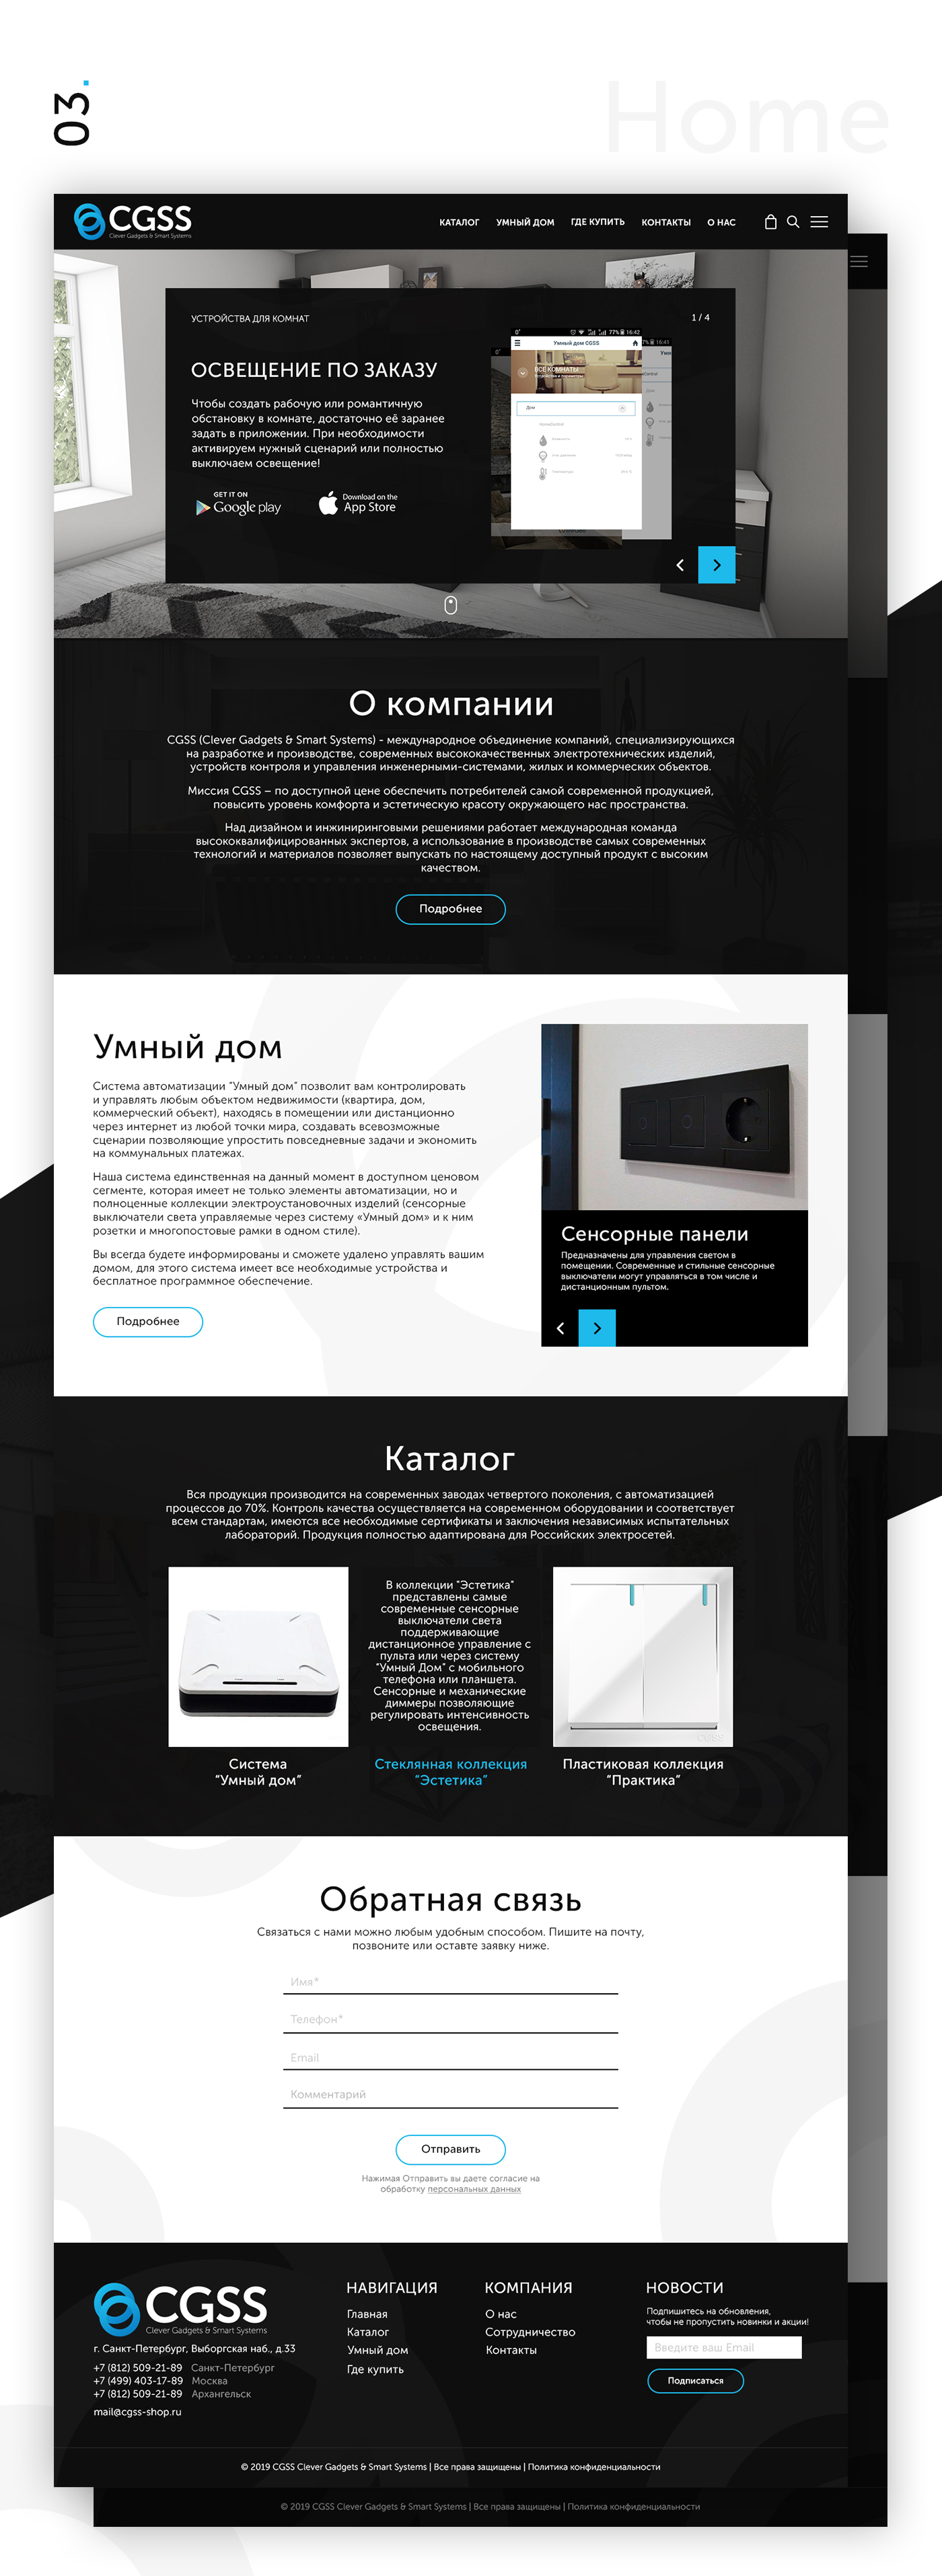 03.
Home
CGSS
Clever Gadgets & Smart Systems
КАТАЛОГ УМНЫЙ ДОМ ГДЕ КУПИТЬ КОНТАКТЫ О НАС
УСТРОЙСТВА ДЛЯ КОМНАТ
1 / 4
ОСВЕЩЕНИЕ ПО ЗАКАЗУ
Чтобы создать рабочую или романтичную
обстановку в комнате, достаточно её заранее
задать в приложении. При необходимости
активируем нужный сценарий или полностью
выключаем освещение!
GET IT ON
Google play
Download on the
App Store
77% 16:42
Умный дом CGSS
ВСЕ КОМНАТЫ
Дом
7% 16:41
О компании
CGSS (Clever Gadgets & Smart Systems) - международное объединение компаний, специализирующихся
на разработке и производстве, современных высококачественных электротехнических изделий,
устройств контроля и управления инженерными-системами, жилых и коммерческих объектов.
Миссия CGSS – по доступной цене обеспечить потребителей самой современной продукцией,
повысить уровень комфорта и эстетическую красоту окружающего нас пространства.
Над дизайном и инжиниринговыми решениями работает международная команда
высококвалифицированных экспертов, а использование в производстве самых современных
технологий и материалов позволяет выпускать по настоящему доступный продукт с высоким
качеством.
Подробнее
Умный дом
Система автоматизации “Умный дом” позволит вам контролировать
и управлять любым объектом недвижимости (квартира, дом,
коммерческий объект), находясь в помещении или дистанционно
через интернет из любой точки мира, создавать всевозможные
сценарии позволяющие упростить повседневные задачи и экономить
на коммунальных платежах.
Наша система единственная на данный момент в доступном ценовом
сегменте, которая имеет не только элементы автоматизации, но и
полноценные коллекции электроустановочных изделий (сенсорные
выключатели света управляемые через систему «Умный дом» и к ним
розетки и многопостовые рамки в одном стиле).
Вы всегда будете информированы и сможете удалено управлять вашим
домом, для этого система имеет все необходимые устройства и
бесплатное программное обеспечение.
Подробнее
Сенсорные панели
Предназначены для управления светом в
помещении. Современные и стильные сенсорные
выключатели могут управляться в том числе и
дистанционным пультом.
Каталог
Вся продукция производится на современных заводах четвертого поколения, с автоматизацией
процессов до 70%. Контроль качества осуществляется на современном оборудовании и соответствует
всем стандартам, имеются все необходимые сертификаты и заключения независимых испытательных
лабораторий. Продукция полностью адаптирована для Российских электросетей.
В коллекции “Эстетика”
представлены самые
современные сенсорные
выключатели света
поддерживающие
дистанционное управление с
пульта или через систему
“Умный Дом” с мобильного
телефона или планшета.
Сенсорные и механические
диммеры позволяющие
регулировать интенсивность
освещения.
CGSS
Система
“Умный дом”
Стеклянная коллекция
“Эстетика”
Пластиковая коллекция
“Практика”
Обратная связь
Связаться с нами можно любым удобным способом. Пишите на почту,
позвоните или оставте заявку ниже.
Имя*
Телефон*
Email
Комментарий
Отправить
Нажимая Отправить вы даете согласие на
обработку персональных данных
CGSS
Clever Gadgets & Smart Systems
г. Санкт-Петербург, Выборгская наб., д.33
+7 (812) 509-21-89 Санкт-Петербург
+7 (499) 403-17-89 Москва
+7 (812) 509-21-89 Архангельск
mail@cgss-shop.ru
НАВИГАЦИЯ
Главная
Каталог
Умный дом
Где купить
КОМПАНИЯ
О нас
Сотрудничество
Контакты
НОВОСТИ
Подпишитесь на обновления,
чтобы не пропустить новинки и акции!
Введите ваш Email
Подписаться
© 2019 CGSS Clever Gadgets & Smart Systems | Все права защищены | Политика конфиденциальности
© 2019 CGSS Clever Gadgets & Smart Systems | Все права защищены | Политика конфиденциальности